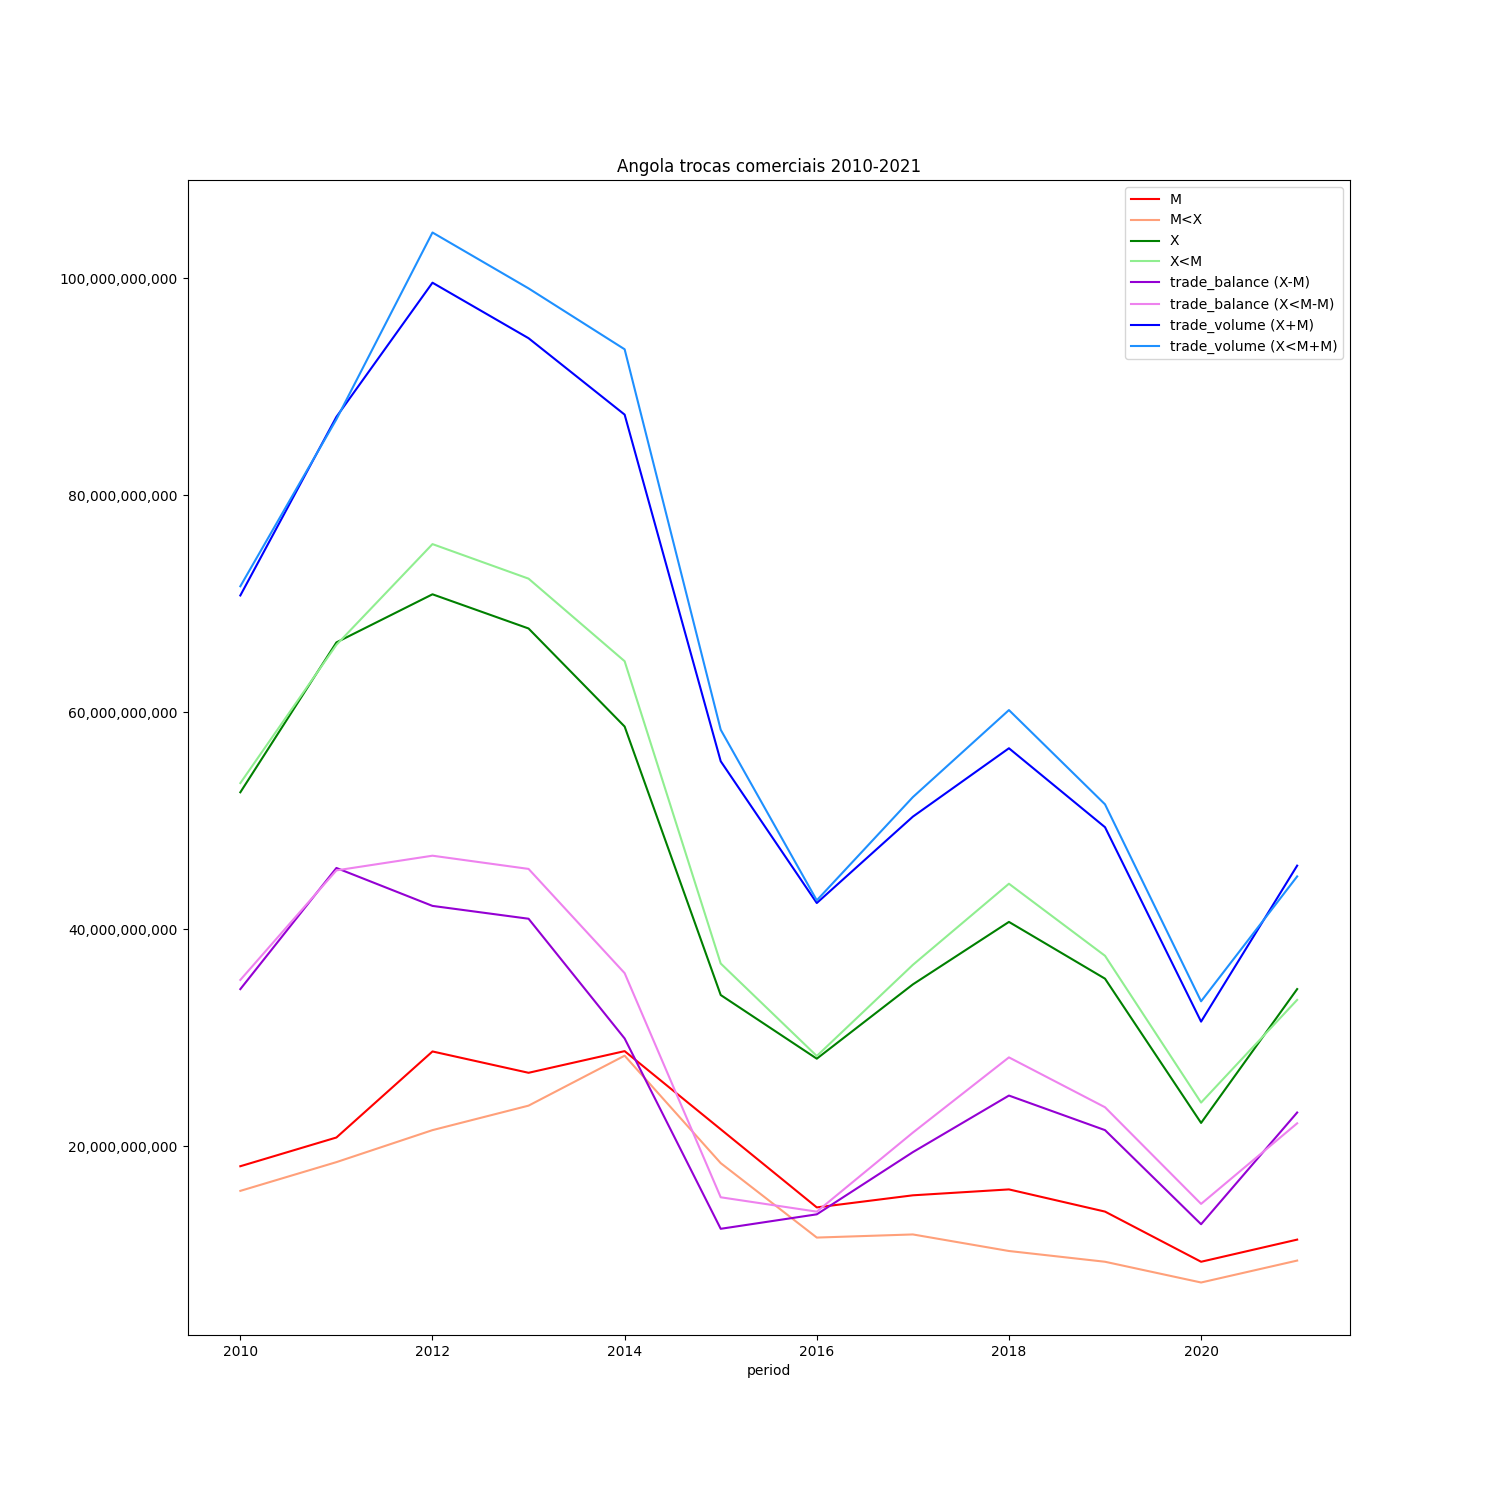 Angola trocas comerciais 2010-2021
M
M<X
X
X<M
trade_balance (X-M)
trade_balance (X<M-M)
trade_volume (X+M)
trade_volume (X<M+M)
100,000,000,000
80,000,000,000
60,000,000,000
40,000,000,000
20,000,000,000
2010 2012 2014 2016 2018 2020
period